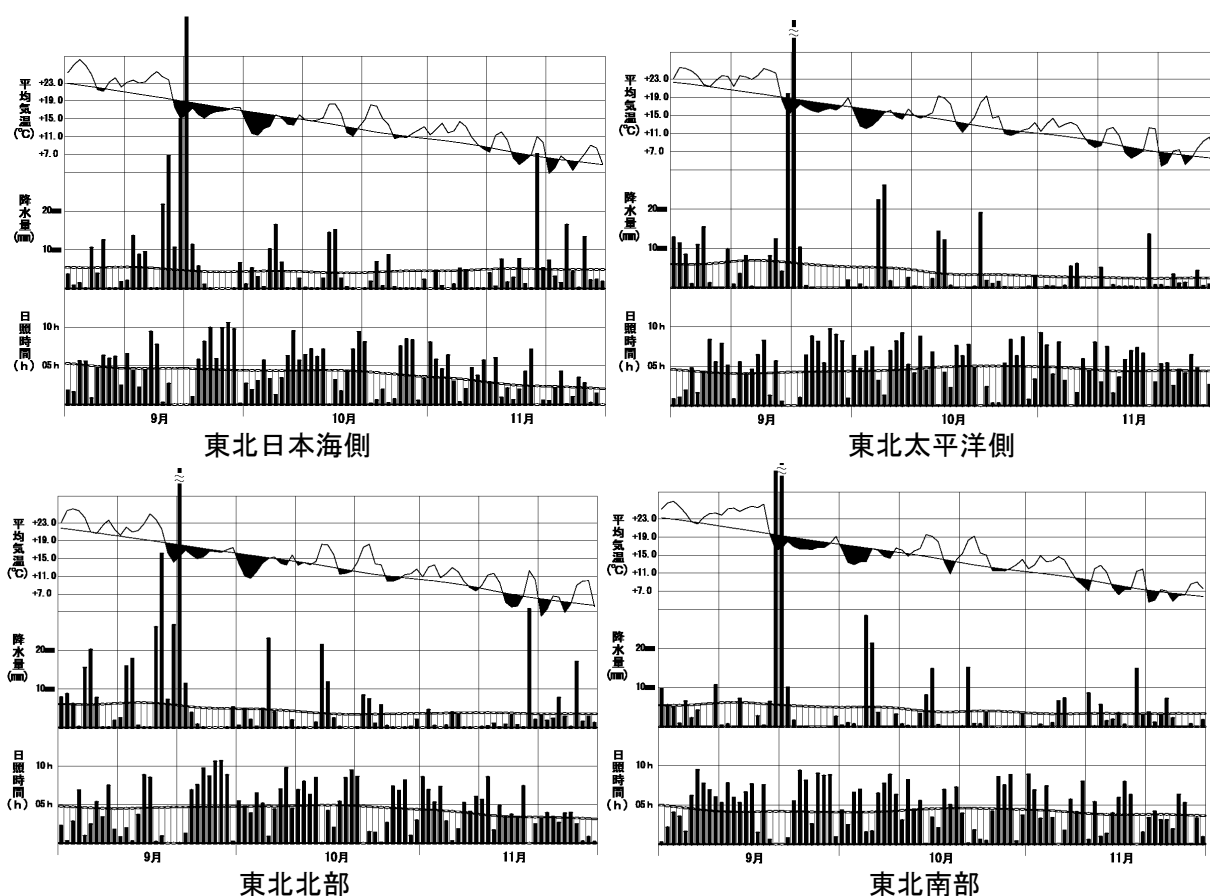 平均気温(℃)
+23.0
+19.0
+15.0
+11.0
+7.0
降水量(mm)
20mm
10mm
日照時間(h)
10h
05h
9月 10月 11月
東北日本海側
平均気温(℃)
+23.0
+19.0
+15.0
+11.0
+7.0
降水量(mm)
20mm
10mm
日照時間(h)
10h
05h
9月 10月 11月
東北太平洋側
平均気温(℃)
+23.0
+19.0
+15.0
+11.0
+7.0
降水量(mm)
20mm
10mm
日照時間(h)
10h
05h
9月 10月 11月
東北北部
平均気温(℃)
+23.0
+19.0
+15.0
+11.0
+7.0
降水量(mm)
20mm
10mm
日照時間(h)
10h
05h
9月 10月 11月
東北南部